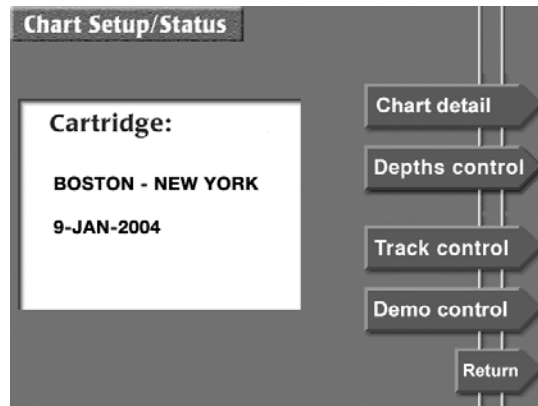 Chart Setup/Status
Cartridge:
BOSTON - NEW YORK
9-JAN-2004
Chart detail
Depths control
Track control
Demo control
Return